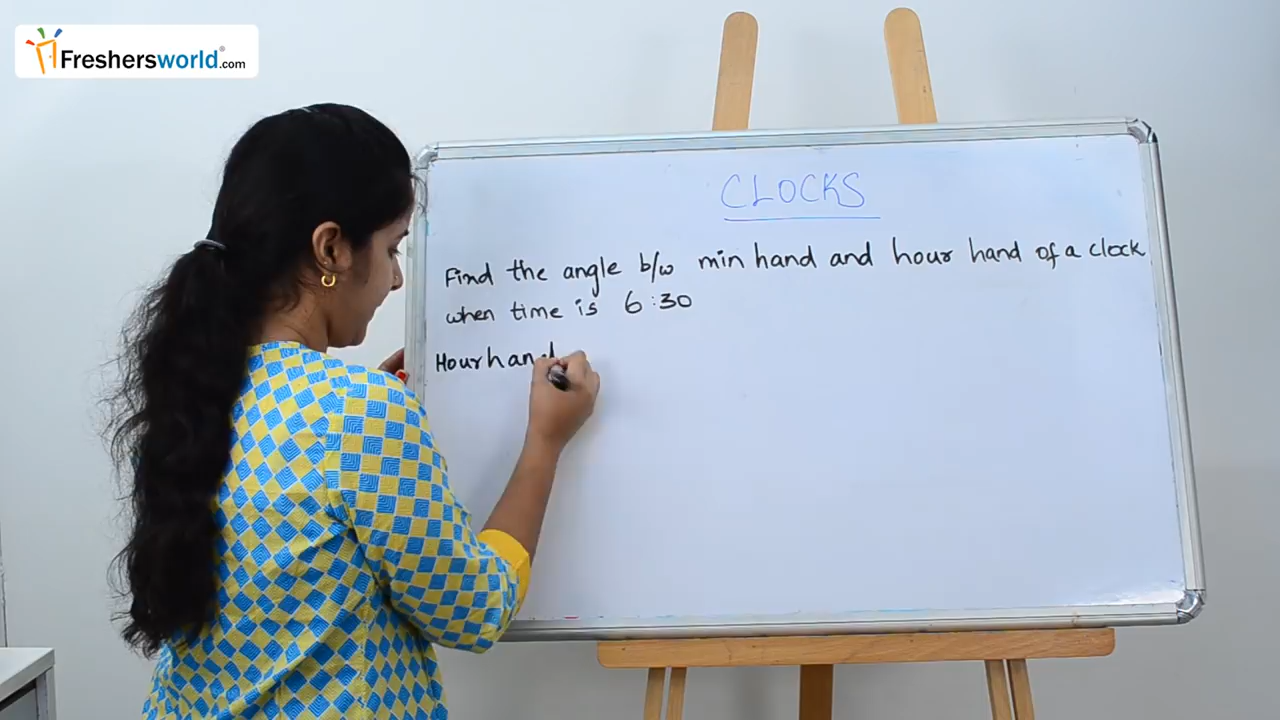 Freshersworld.com
CLOCKS
Find the angle b/w min hand and hour hand of a clock
when time is 6:30
Hour hand